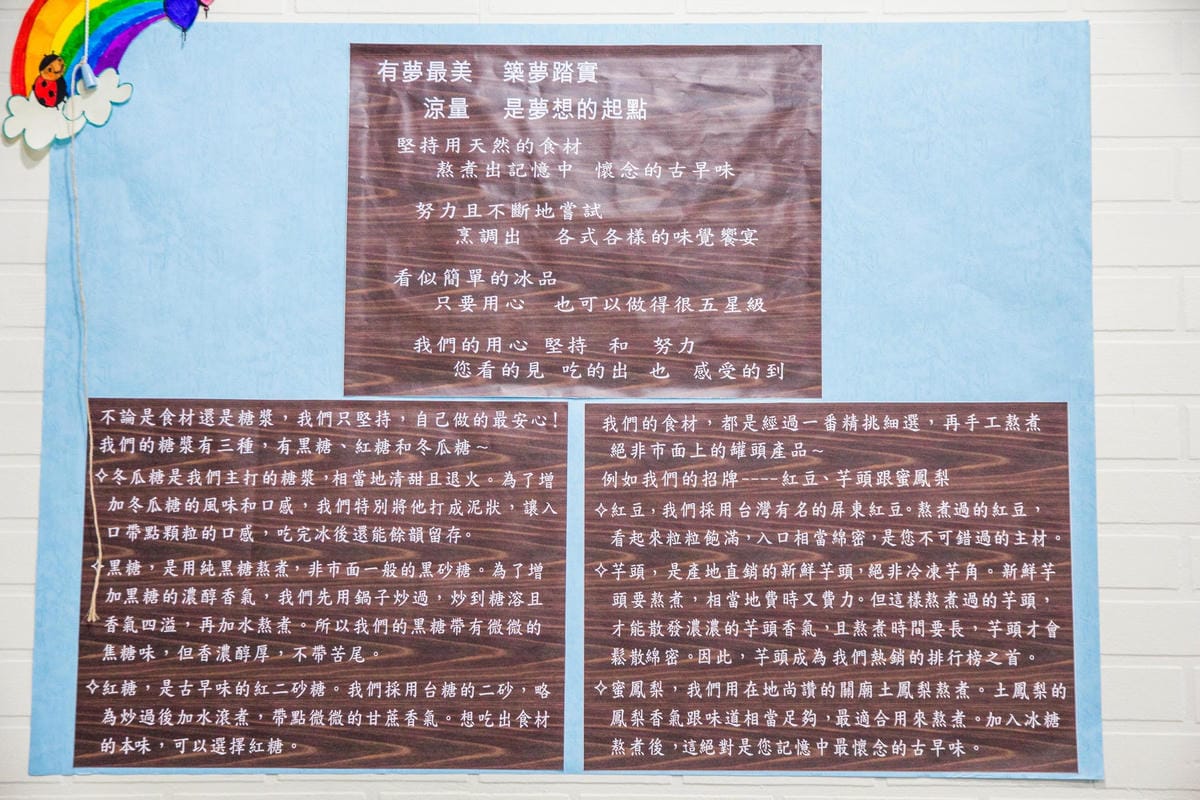 有夢最美 築夢踏實
涼量 是夢想的起點
堅持用天然的食材
熬煮出記憶中 懷念的古早味
努力且不斷地嘗試
烹調出 各式各樣的味覺饗宴
看似簡單的冰品
只要用心 也可以做得很五星級
我們的用心 堅持 和 努力
您看的見 吃的出 也 感受的到
不論是食材還是糖漿，我們只堅持，自己做的最安心!
我們的糖漿有三種，有黑糖、紅糖和冬瓜糖~
✧冬瓜糖是我們主打的糖漿，相當地清甜且退火。為了增
加冬瓜糖的風味和口感，我們特別將他打成泥狀，讓入
口帶點顆粒的口感，吃完冰後還能餘韻留存。
✧黑糖，是用純黑糖熬煮，非市面一般的黑砂糖。為了增
加黑糖的濃醇香氣，我們先用鍋子炒過，炒到糖溶且
香氣四溢，再加水熬煮。所以我們的黑糖帶有微微的
焦糖味，但香濃醇厚，不帶苦尾。
✧紅糖，是古早味的紅二砂糖。我們採用台糖的二砂，略
為炒過後加水滾煮，帶點微微的甘蔗香氣。想吃出食材
的本味，可以選擇紅糖。
我們的食材，都是經過一番精挑細選，再手工熬煮
絕非市面上的罐頭產品~
例如我們的招牌----紅豆、芋頭跟蜜鳳梨
✧紅豆，我們採用台灣有名的屏東紅豆。熬煮過的紅豆，
看起來粒粒飽滿，入口相當綿密，是您不可錯過的主材。
✧芋頭，是產地直銷的新鮮芋頭，絕非冷凍芋角。新鮮芋
頭要熬煮，相當地費時又費力。但這樣熬煮過的芋頭，
才能散發濃濃的芋頭香氣，且熬煮時間要長，芋頭才會
鬆散綿密。因此，芋頭成為我們熱銷的排行榜之首。
✧蜜鳳梨，我們用在地尚讚的關廟土鳳梨熬煮。土鳳梨的
鳳梨香氣跟味道相當足夠，最適合用來熬煮。加入冰糖
熬煮後，這絕對是您記憶中最懷念的古早味。